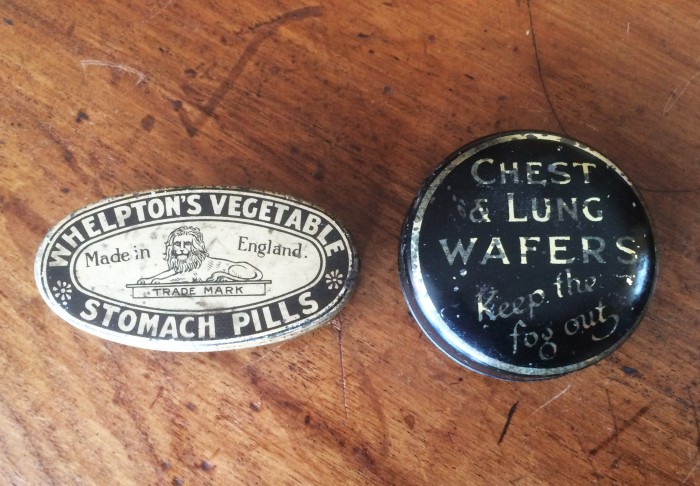 WHELPTON'S VEGETABLE
Made in England.
TRADE MARK
STOMACH PILLS
CHEST
& LUNG
WAFERS
Keep the
fog out